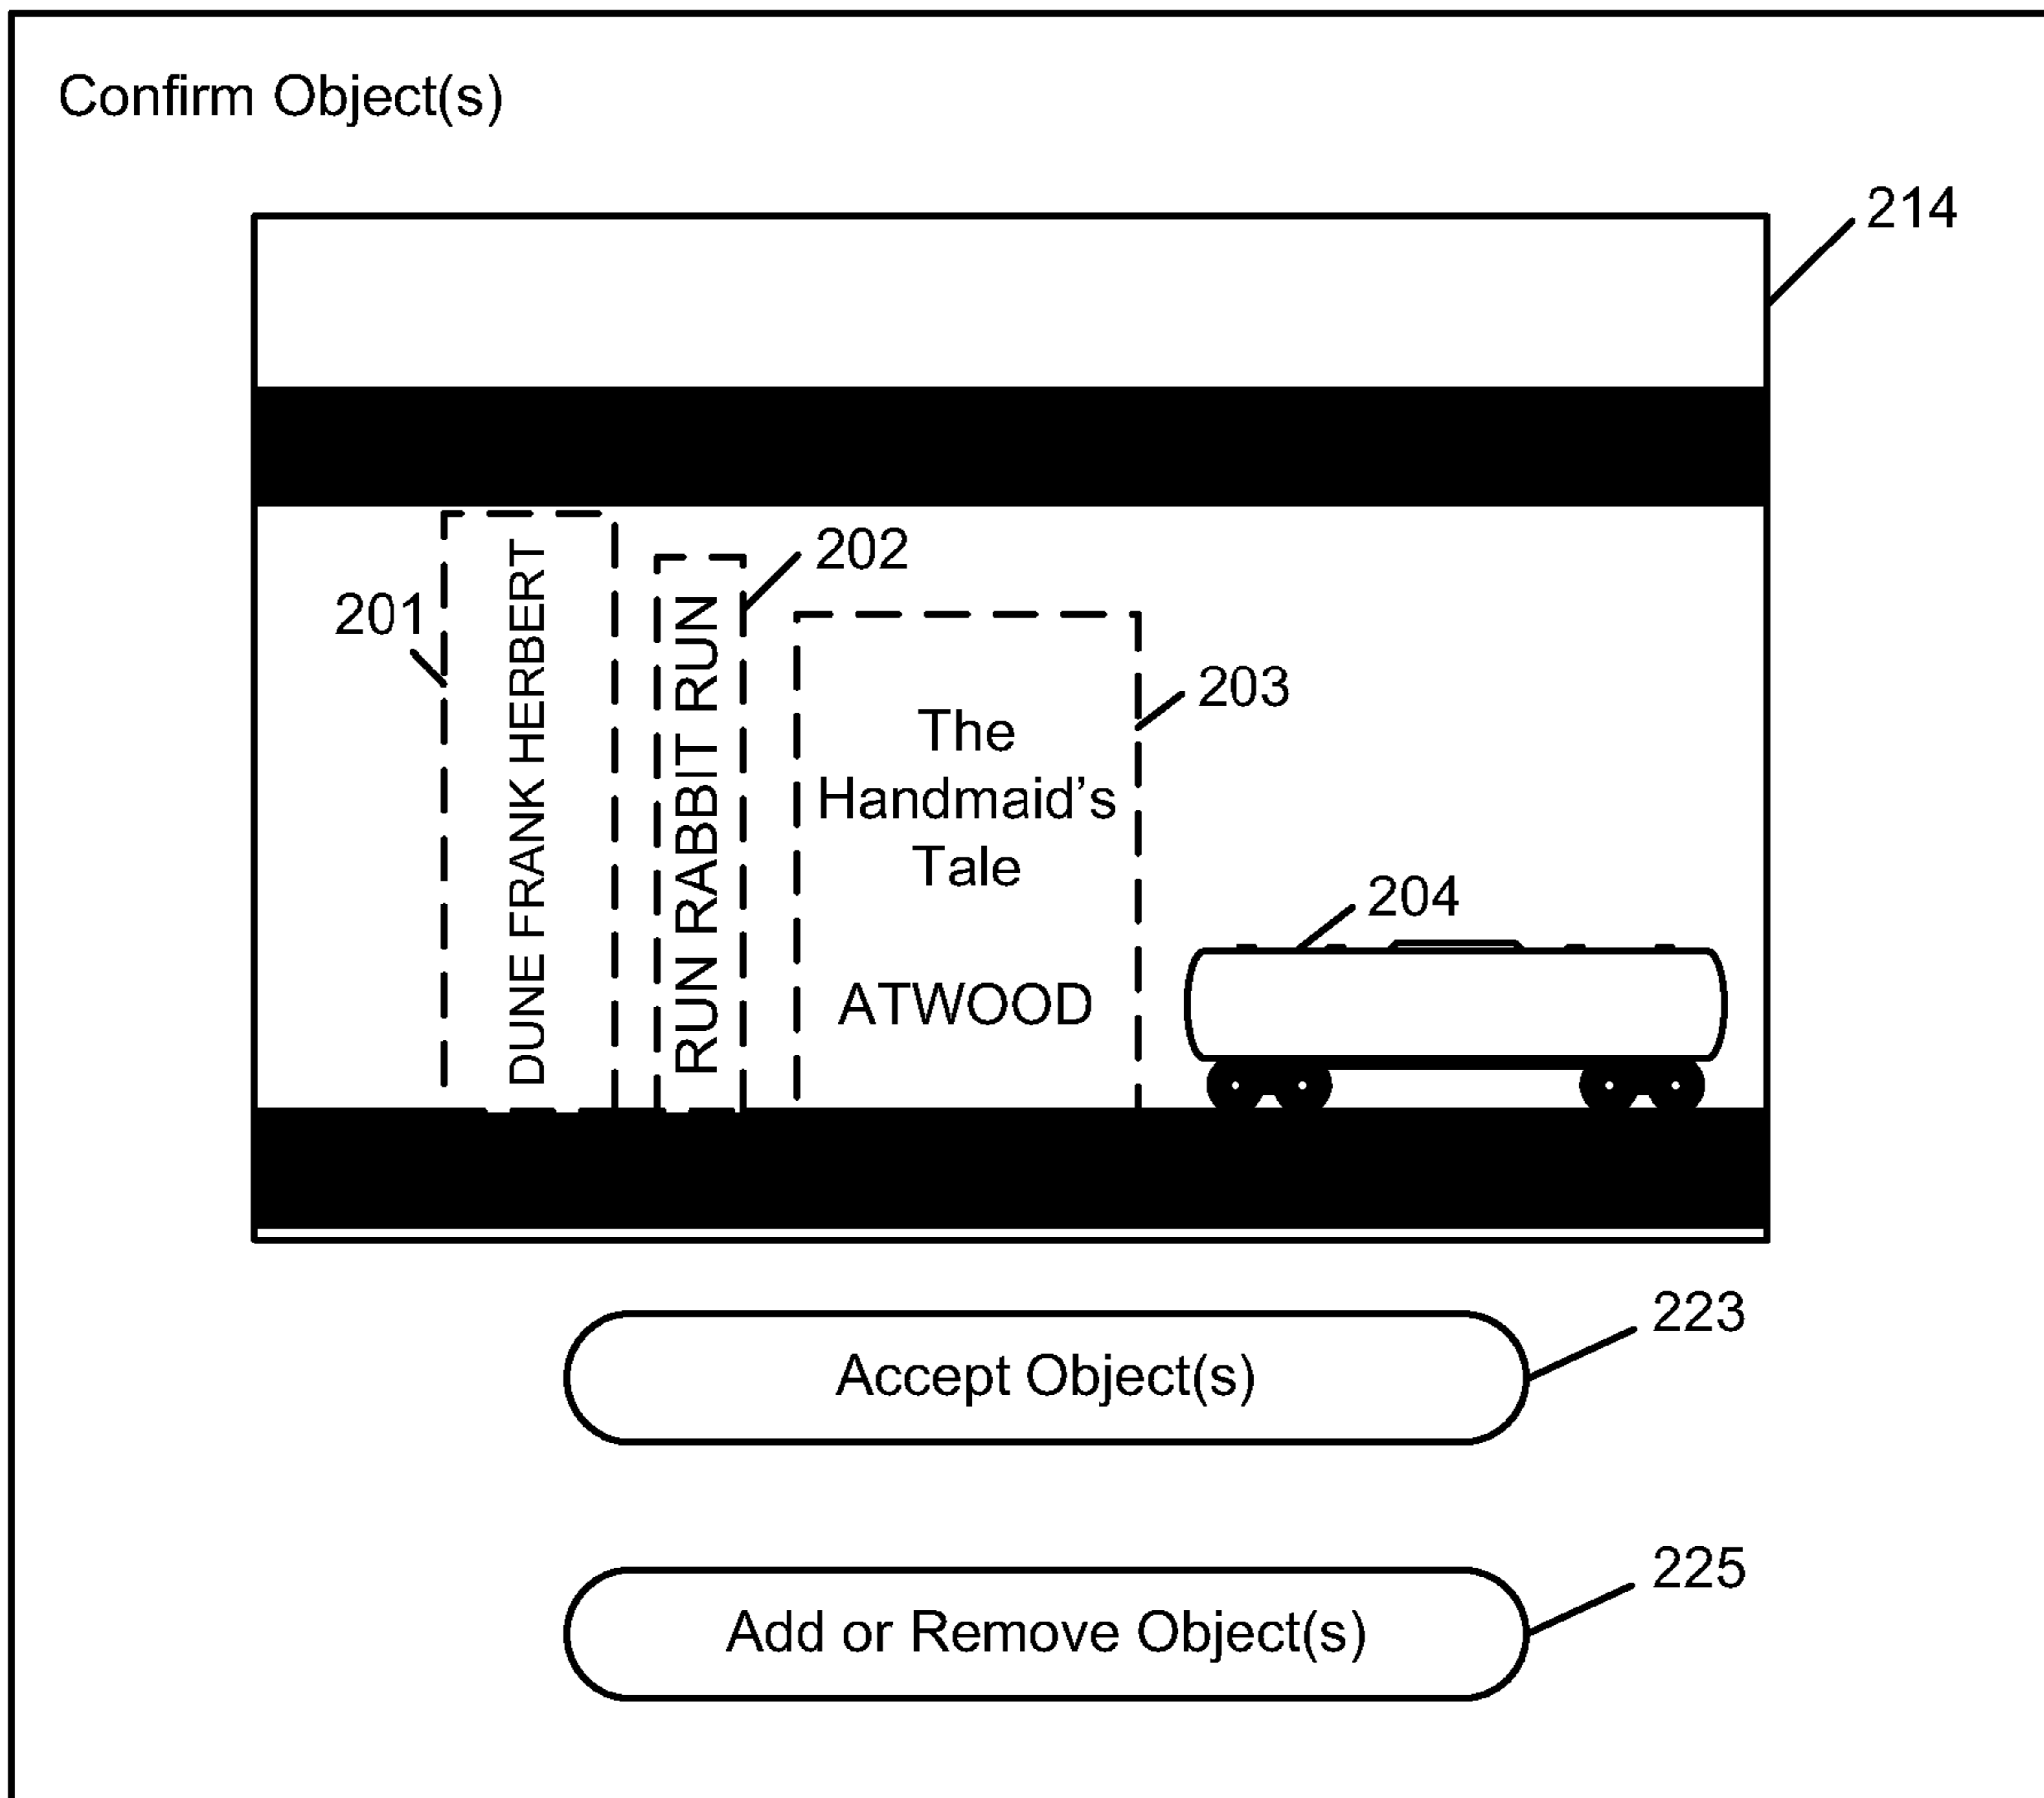 Confirm Object(s)
214
201
DUNE FRANK HERBERT
202
RUN RABBIT RUN
203
The
Handmaid’s
Tale
ATWOOD
204
223
Accept Object(s)
225
Add or Remove Object(s)